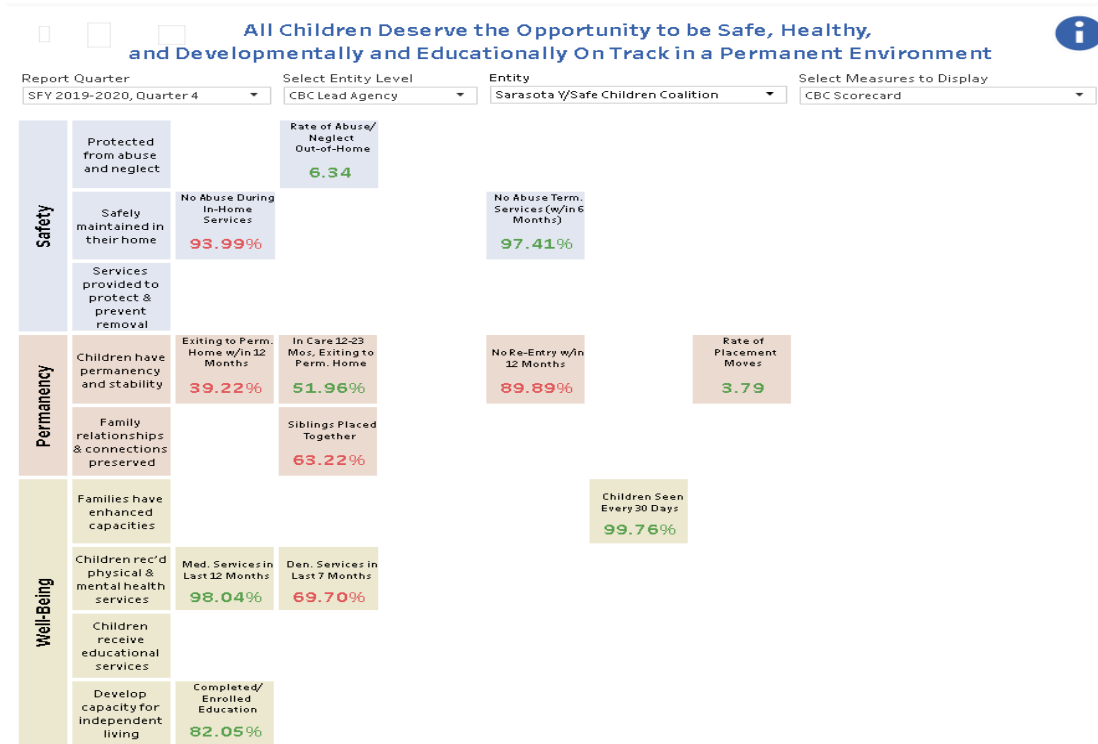 All Children Deserve the Opportunity to be Safe, Healthy,
and Developmentally and Educationally On Track in a Permanent Environment
i
Report Quarter
SFY 2019-2020, Quarter 4
Select Entity Level
CBC Lead Agency
Entity
Sarasota Y/Safe Children Coalition
Select Measures to Display
CBC Scorecard
Safety
Protected
from abuse
and neglect
Rate of Abuse/
Neglect
Out-of-Home
6.34
Safely
maintained in
their home
No Abuse During
In-Home
Services
93.99%
No Abuse Term.
Services (w/in 6
Months)
97.41%
Services
provided to
protect &
prevent
removal
Permanency
Children have
permanency
and stability
Exiting to Perm.
Home w/in 12
Months
39.22%
In Care 12-23
Mos, Exiting to
Perm. Home
51.96%
No Re-Entry w/in
12 Months
89.89%
Rate of
Placement
Moves
3.79
Family
relationships
& connections
preserved
Siblings Placed
Together
63.22%
Well-Being
Families have
enhanced
capacities
Children Seen
Every 30 Days
99.76%
Children rec'd
physical &
mental health
services
Med. Services in
Last 12 Months
98.04%
Den. Services in
Last 7 Months
69.70%
Children
receive
educational
services
Develop
capacity for
independent
living
Completed/
Enrolled
Education
82.05%